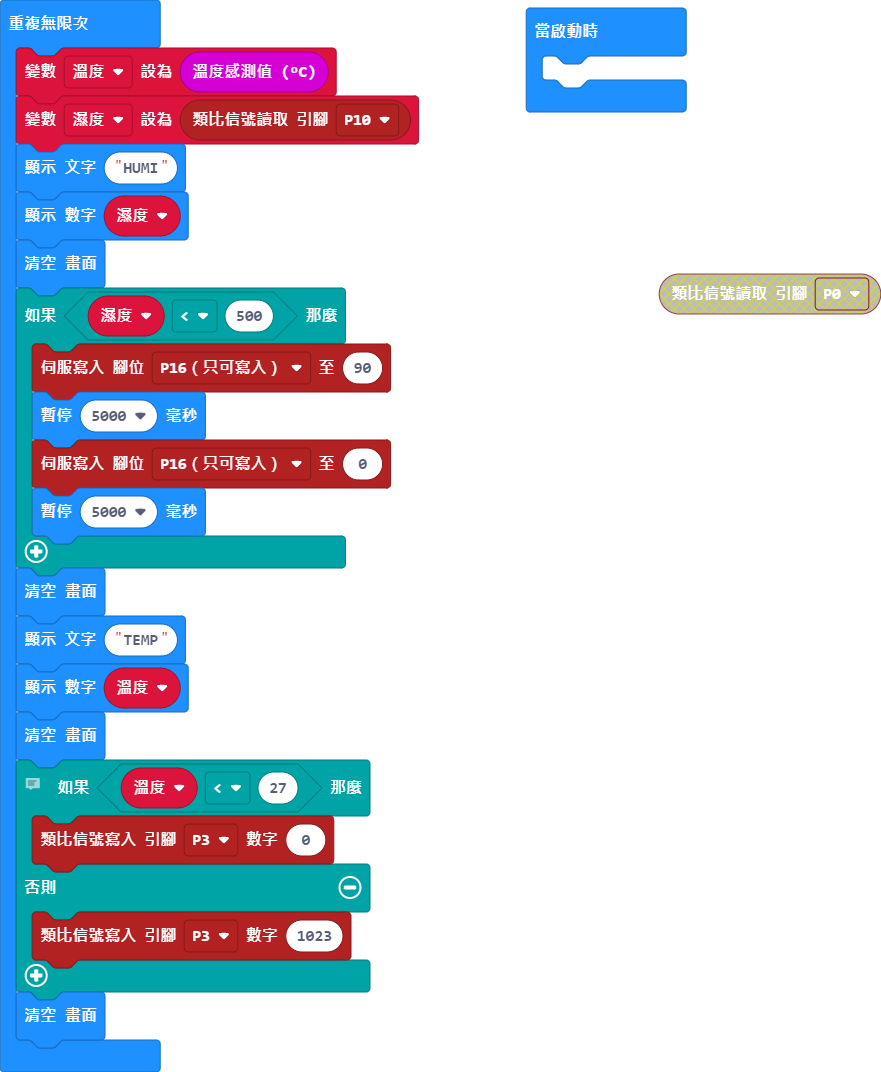 重複無限次
當啟動時
變數 溫度 設為 溫度感測值 (ºC)
變數 濕度 設為 類比信號讀取 引腳 P10
顯示 文字 "HUMI"
顯示 數字 濕度
清空 畫面
類比信號讀取 引腳 P0
如果 濕度 < 500 那麼
伺服寫入 腳位 P16 ( 只可寫入 ) 至 90
暫停 5000 毫秒
伺服寫入 腳位 P16 ( 只可寫入 ) 至 0
暫停 5000 毫秒
清空 畫面
顯示 文字 "TEMP"
顯示 數字 溫度
清空 畫面
如果 溫度 < 27 那麼
類比信號寫入 引腳 P3 數字 0
否則
類比信號寫入 引腳 P3 數字 1023
清空 畫面